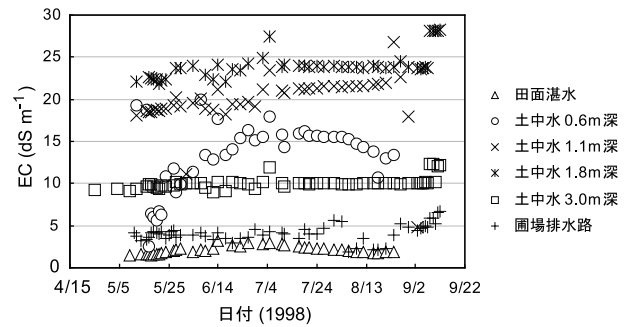 EC (dS m⁻¹)
30
25
20
15
10
5
0
4/15 5/5 5/25 6/14 7/4 7/24 8/13 9/2 9/22
日付 (1998)
田面湛水
土中水 0.6m深
土中水 1.1m深
土中水 1.8m深
土中水 3.0m深
圃場排水路